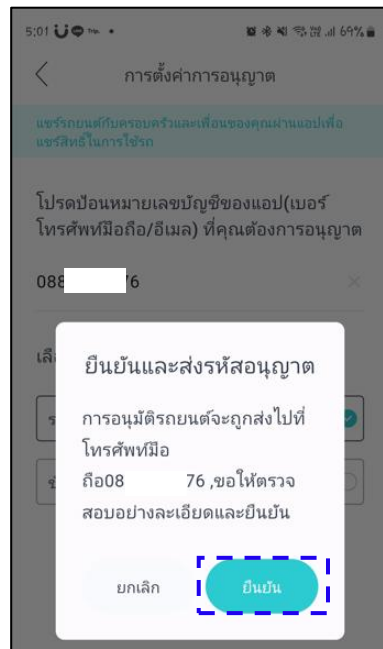 5:01
69%
การตั้งค่าการอนุญาต
แชร์รถยนต์กับครอบครัวและเพื่อนของคุณผ่านแอปเพื่อ
แชร์สิทธิ์ในการใช้รถ
โปรดป้อนหมายเลขบัญชีของแอป(เบอร์
โทรศัพท์มือถือ/อีเมล) ที่คุณต้องการอนุญาต
088 6
ยืนยันและส่งรหัสอนุญาต
การอนุมัติรถยนต์จะถูกส่งไปที่
โทรศัพท์มือ
ถือ08 76 ,ขอให้ตรวจ
สอบอย่างละเอียดและยืนยัน
ยกเลิก ยืนยัน